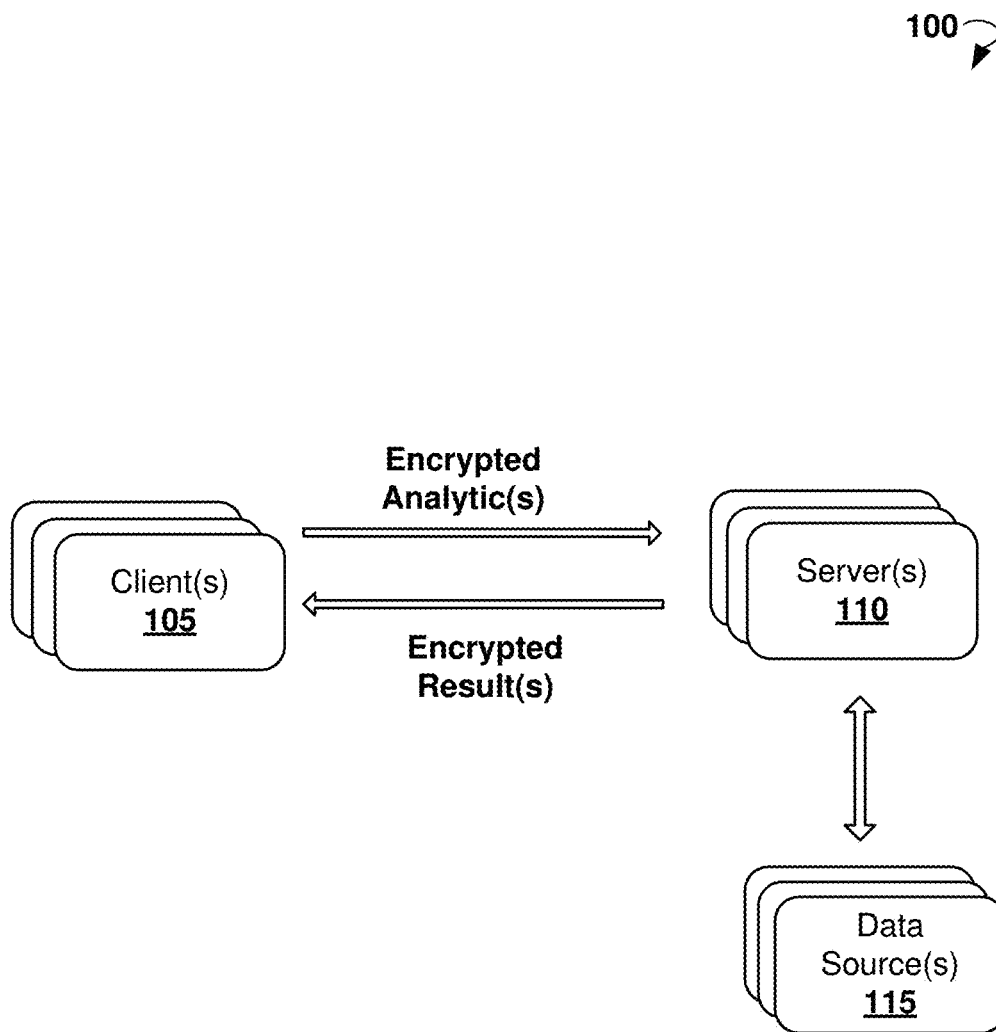 100
Encrypted
Analytic(s)
Client(s)
105
Server(s)
110
Encrypted
Result(s)
Data
Source(s)
115